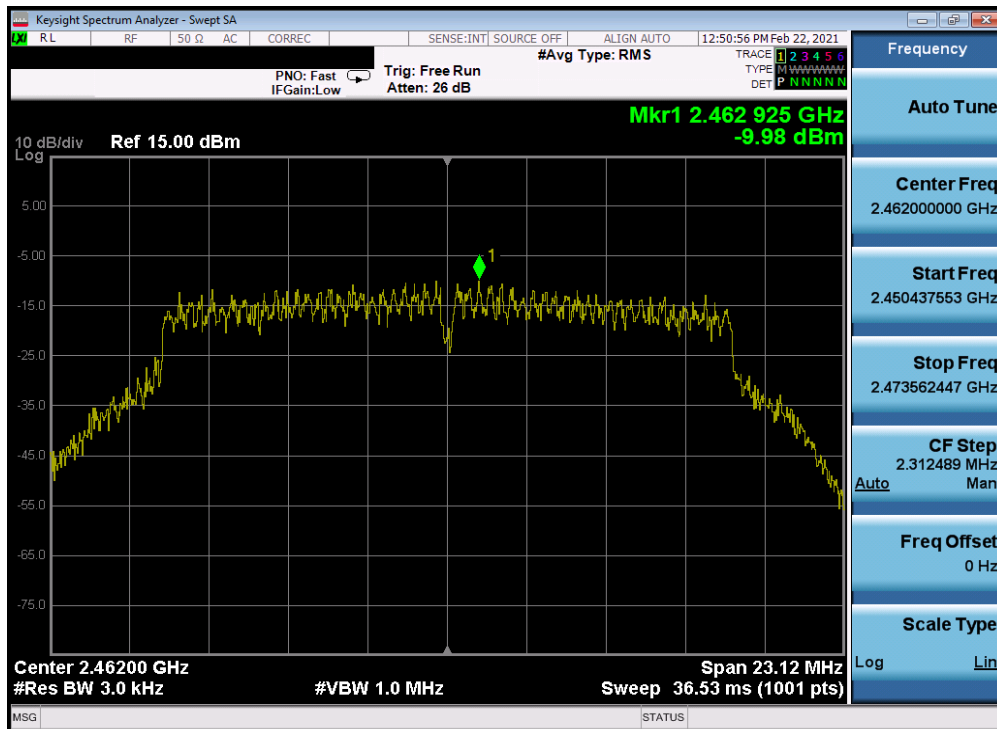 Keysight Spectrum Analyzer - Swept SA
LXI RL RF 50 Ω AC CORREC SENSE:INT SOURCE OFF ALIGN AUTO 12:50:56 PM Feb 22, 2021
#Avg Type: RMS
TRACE 1 2 3 4 5 6
TYPE M WWWWW
DET P N N N N N
PNO: Fast
IFGain:Low
Trig: Free Run
Atten: 26 dB
Mkr1 2.462 925 GHz
-9.98 dBm
10 dB/div
Log
Ref 15.00 dBm
1
5.00
-5.00
-15.0
-25.0
-35.0
-45.0
-55.0
-65.0
-75.0
Center 2.46200 GHz
Span 23.12 MHz
#Res BW 3.0 kHz
#VBW 1.0 MHz
Sweep 36.53 ms (1001 pts)
MSG
STATUS
Frequency
Auto Tune
Center Freq
2.462000000 GHz
Start Freq
2.450437553 GHz
Stop Freq
2.473562447 GHz
CF Step
2.312489 MHz
Auto Man
Freq Offset
0 Hz
Scale Type
Log Lin